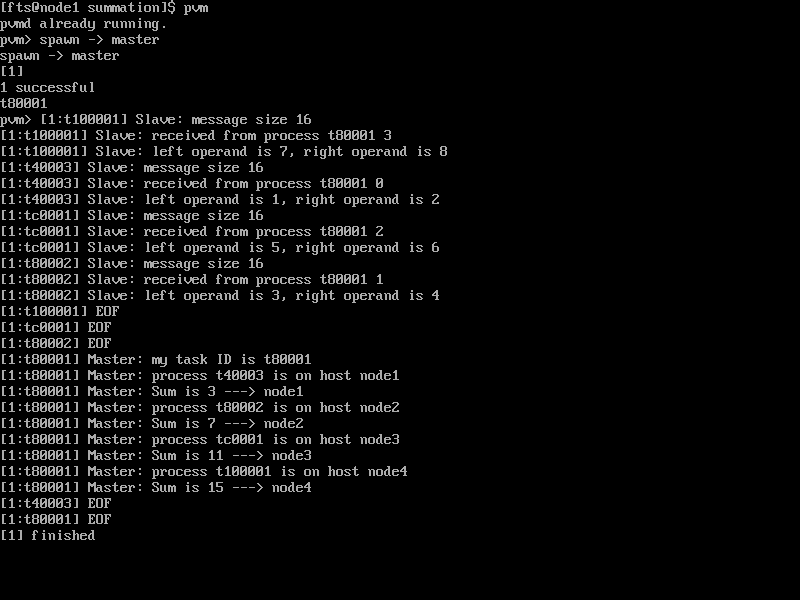 [fts@node1 summation]$ pvm
pvmd already running.
pvm> spawn -> master
spawn -> master
[1]
1 successful
t80001
pvm> [1:t100001] Slave: message size 16
[1:t100001] Slave: received from process t80001 3
[1:t100001] Slave: left operand is 7, right operand is 8
[1:t40003] Slave: message size 16
[1:t40003] Slave: received from process t80001 0
[1:t40003] Slave: left operand is 1, right operand is 2
[1:tc0001] Slave: message size 16
[1:tc0001] Slave: received from process t80001 2
[1:tc0001] Slave: left operand is 5, right operand is 6
[1:t80002] Slave: message size 16
[1:t80002] Slave: received from process t80001 1
[1:t80002] Slave: left operand is 3, right operand is 4
[1:t100001] EOF
[1:tc0001] EOF
[1:t80002] EOF
[1:t80001] Master: my task ID is t80001
[1:t80001] Master: process t40003 is on host node1
[1:t80001] Master: Sum is 3 ---> node1
[1:t80001] Master: process t80002 is on host node2
[1:t80001] Master: Sum is 7 ---> node2
[1:t80001] Master: process tc0001 is on host node3
[1:t80001] Master: Sum is 11 ---> node3
[1:t80001] Master: process t100001 is on host node4
[1:t80001] Master: Sum is 15 ---> node4
[1:t40003] EOF
[1:t80001] EOF
[1] finished